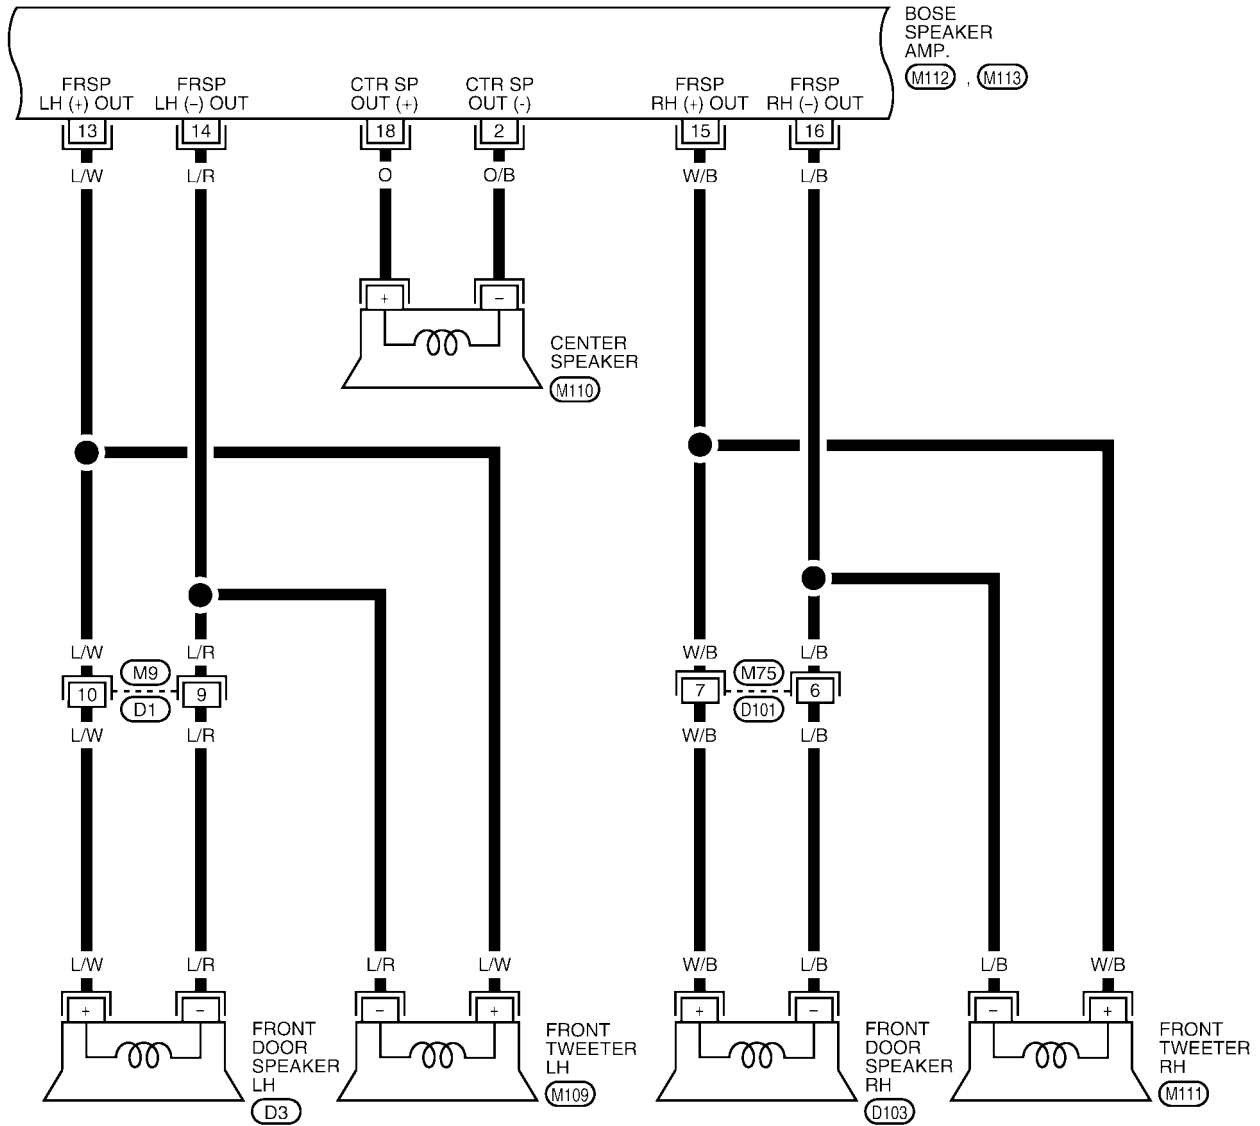 BOSE
SPEAKER
AMP.
M112 , M113
FRSP
LH (+) OUT
FRSP
LH (–) OUT
CTR SP
OUT (+)
CTR SP
OUT (-)
FRSP
RH (+) OUT
FRSP
RH (–) OUT
13 14 18 2 15 16
L/W L/R O O/B W/B L/B
+ –
CENTER
SPEAKER
M110
L/W L/R W/B L/B
M9 M75
10 9 7 6
D1 D101
L/W L/R W/B L/B
L/W L/R L/R L/W W/B L/B L/B W/B
+ – – + + – – +
FRONT
DOOR
SPEAKER
LH
D3
FRONT
TWEETER
LH
M109
FRONT
DOOR
SPEAKER
RH
D103
FRONT
TWEETER
RH
M111